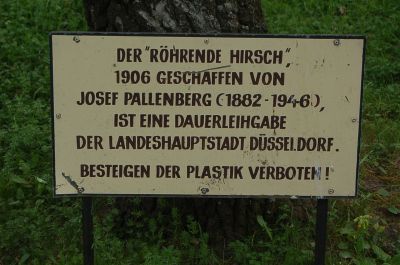 DER "RÖHRENDE HIRSCH",
1906 GESCHAFFEN VON
JOSEF PALLENBERG (1882-1946),
IST EINE DAUERLEIHGABE
DER LANDESHAUPTSTADT DÜSSELDORF.
BESTEIGEN DER PLASTIK VERBOTEN!